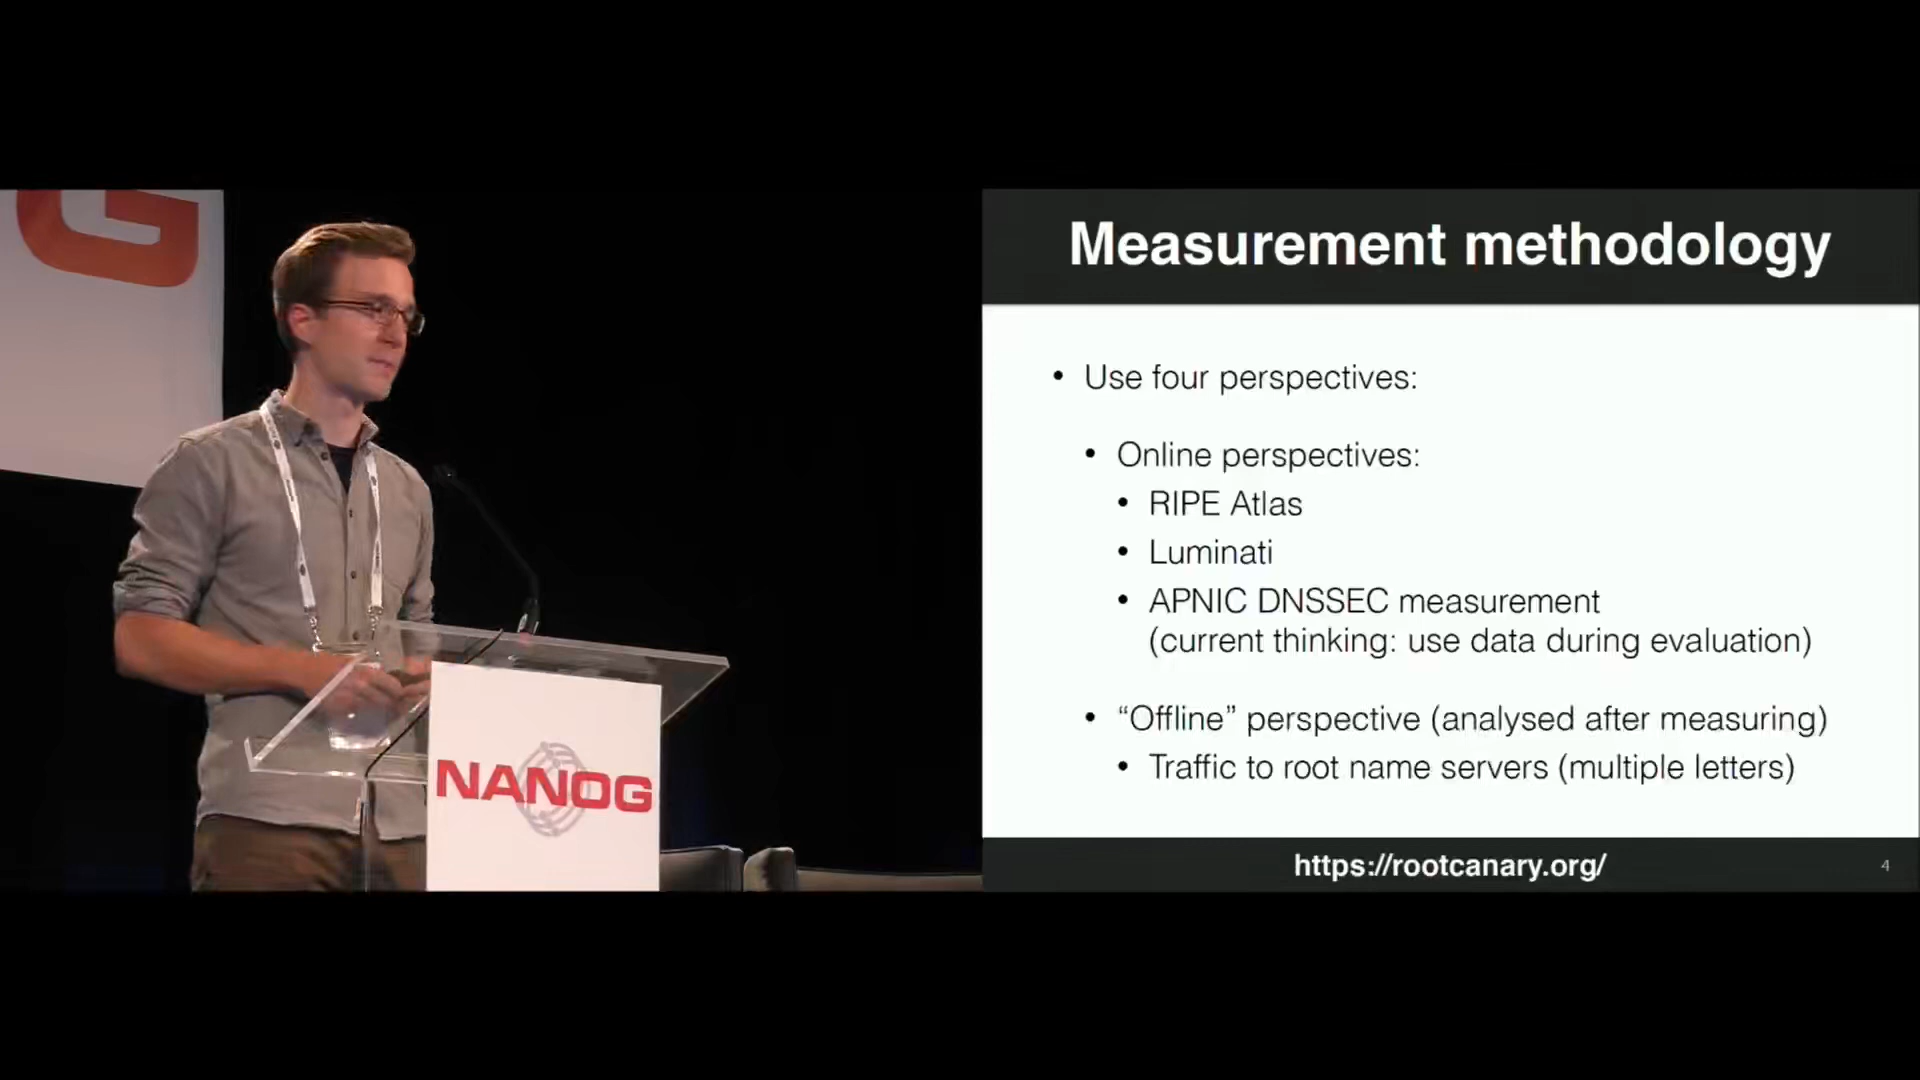 G
NANOG
Measurement methodology
• Use four perspectives:
• Online perspectives:
• RIPE Atlas
• Luminati
• APNIC DNSSEC measurement
(current thinking: use data during evaluation)
• “Offline” perspective (analysed after measuring)
• Traffic to root name servers (multiple letters)
https://rootcanary.org/
4